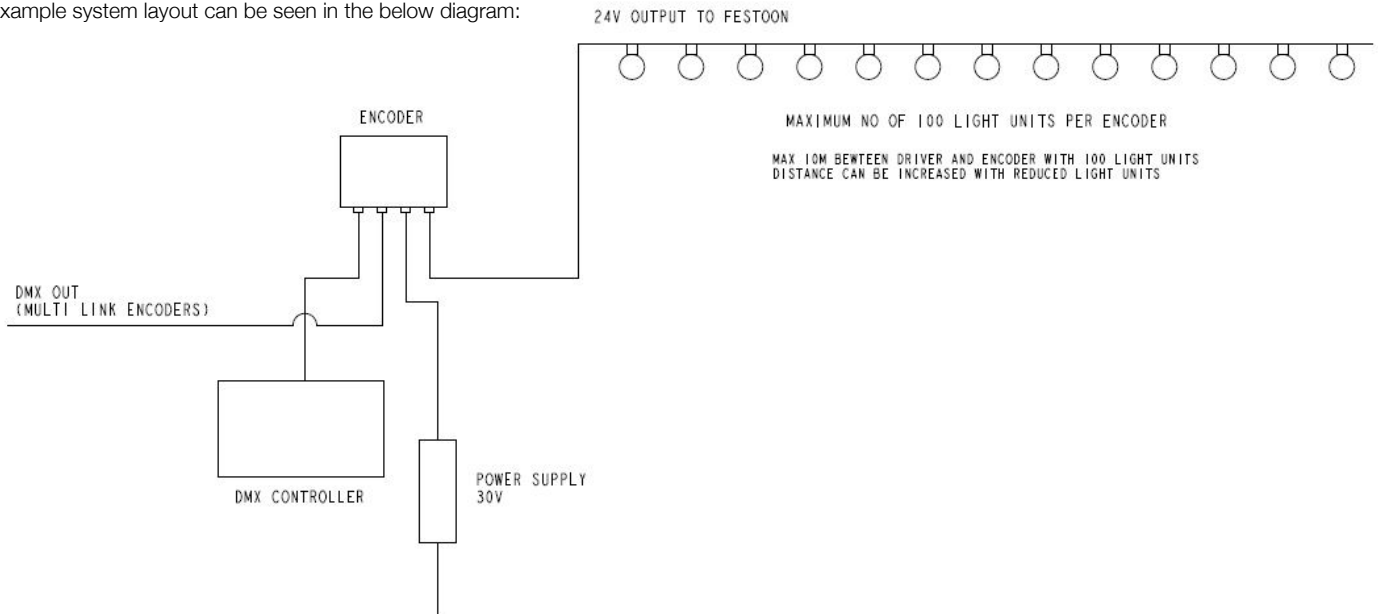 xample system layout can be seen in the below diagram:
24V OUTPUT TO FESTOON
ENCODER
MAXIMUM NO OF 100 LIGHT UNITS PER ENCODER
MAX 10M BEWTEEN DRIVER AND ENCODER WITH 100 LIGHT UNITS
DISTANCE CAN BE INCREASED WITH REDUCED LIGHT UNITS
DMX OUT
(MULTI LINK ENCODERS)
POWER SUPPLY
30V
DMX CONTROLLER